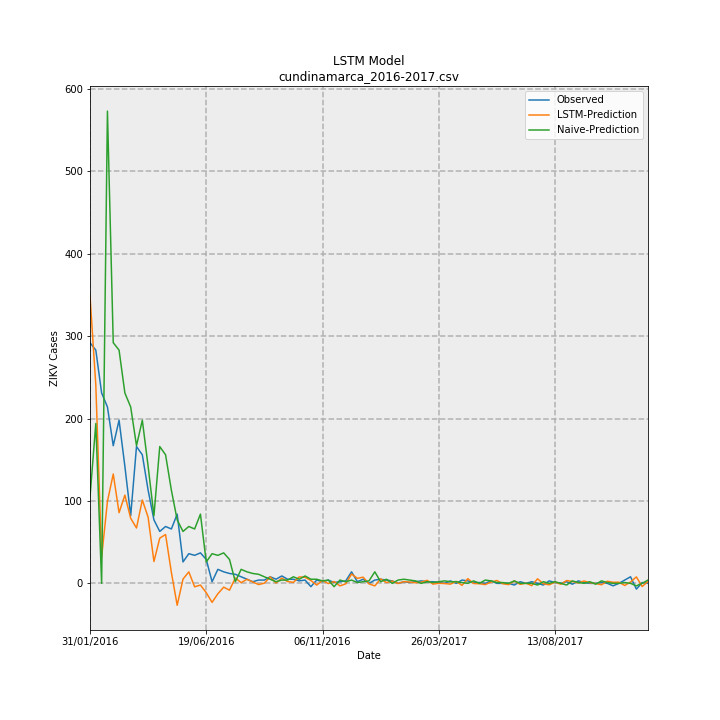 LSTM Model
cundinamarca_2016-2017.csv
Observed
LSTM-Prediction
Naive-Prediction
600
500
400
300
200
100
0
ZIKV Cases
31/01/2016
19/06/2016
06/11/2016
26/03/2017
13/08/2017
Date